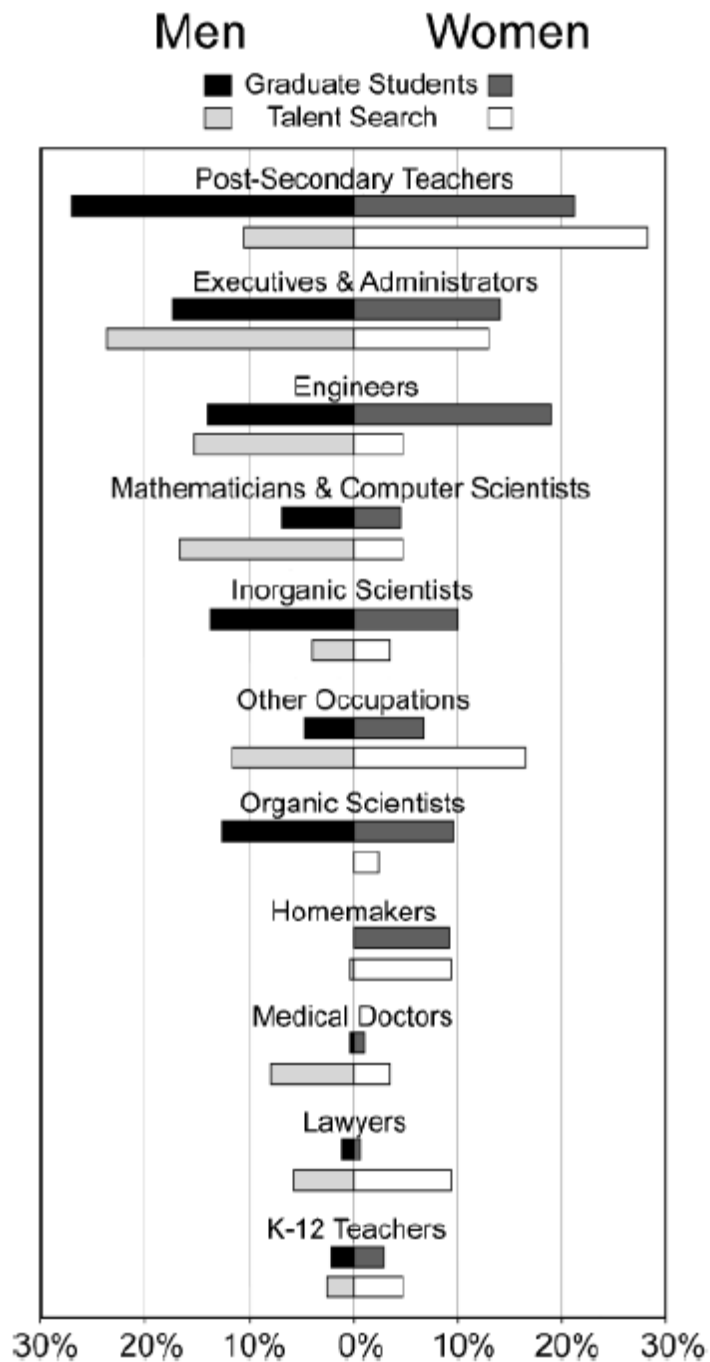 Men Women
Graduate Students
Talent Search
Post-Secondary Teachers
Executives & Administrators
Engineers
Mathematicians & Computer Scientists
Inorganic Scientists
Other Occupations
Organic Scientists
Homemakers
Medical Doctors
Lawyers
K-12 Teachers
30% 20% 10% 0% 10% 20% 30%